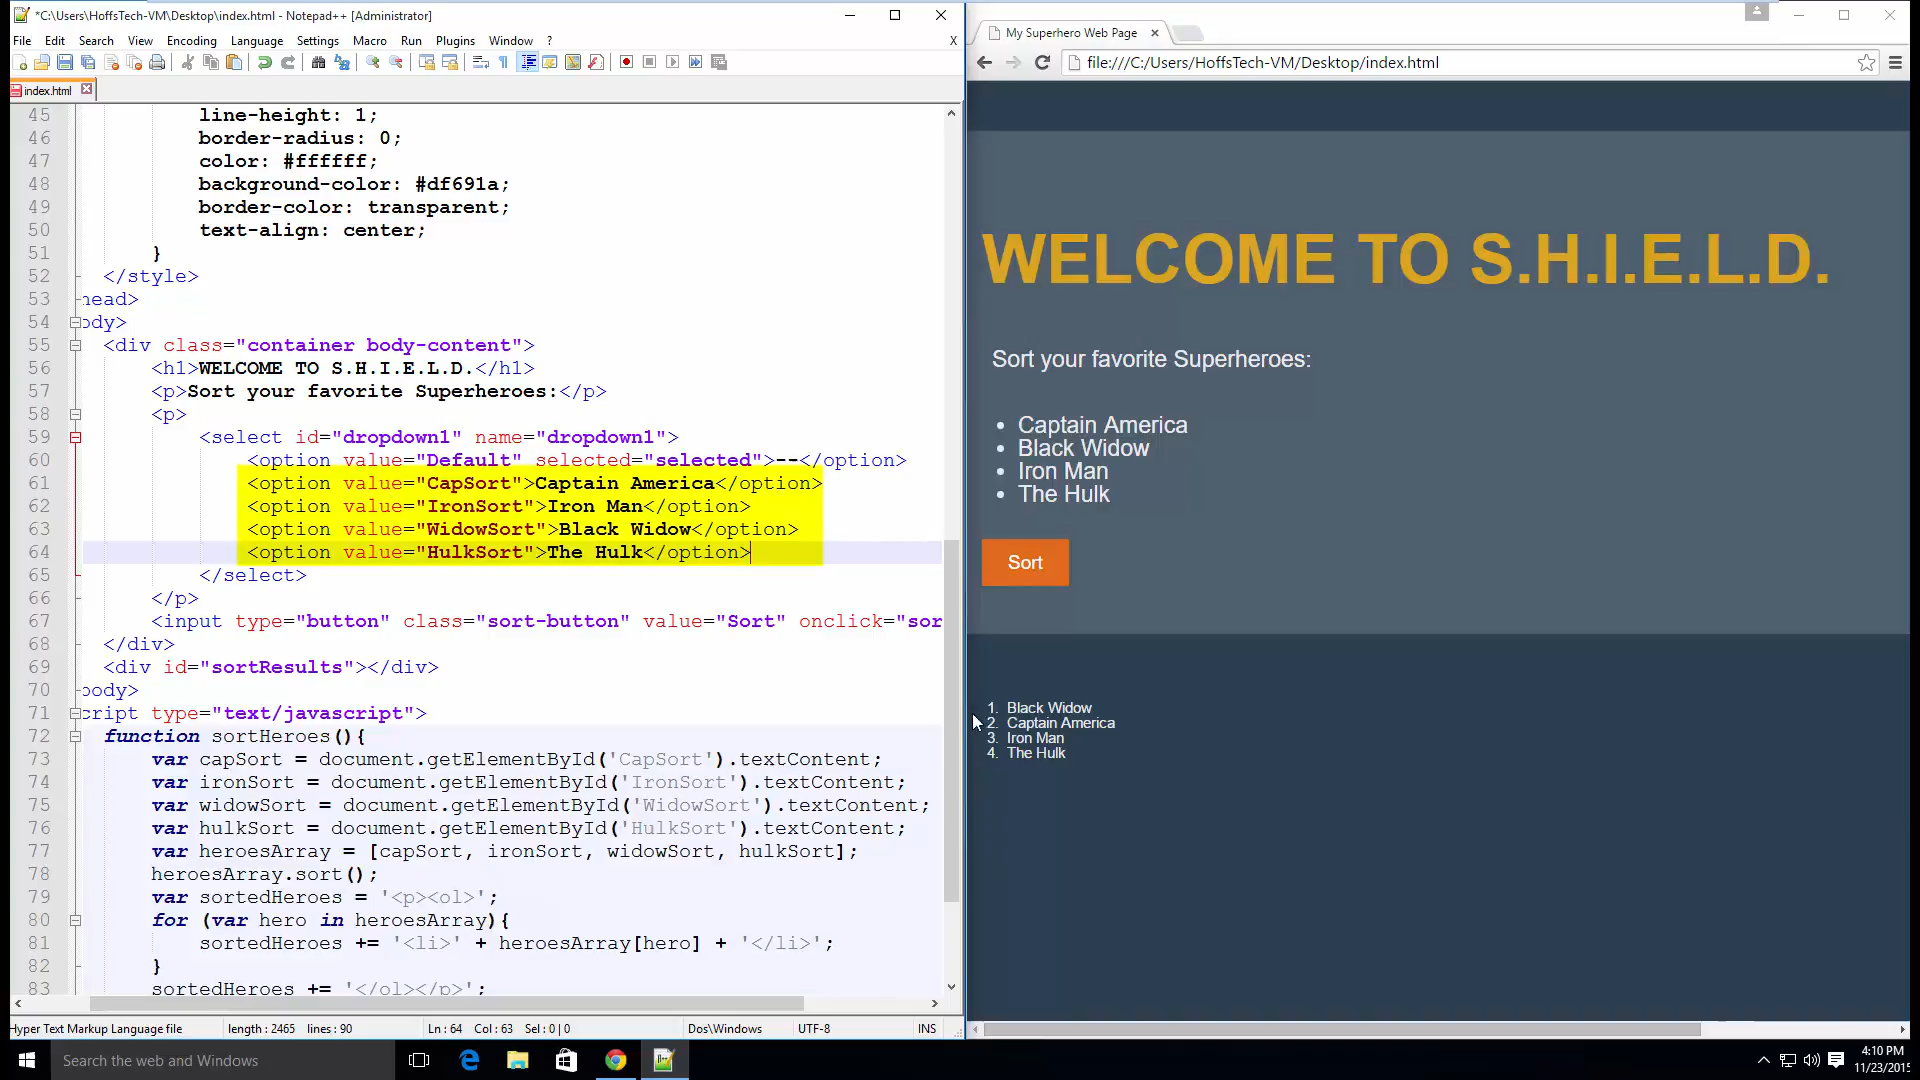 *C:\Users\HoffsTech-VM\Desktop\index.html - Notepad++ [Administrator]
File Edit Search View Encoding Language Settings Macro Run Plugins Window ? X
index.html
45 line-height: 1;
46 border-radius: 0;
47 color: #ffffff;
48 background-color: #df691a;
49 border-color: transparent;
50 text-align: center;
51 }
52 </style>
53 head>
54 ody>
55 <div class="container body-content">
56 <h1>WELCOME TO S.H.I.E.L.D.</h1>
57 <p>Sort your favorite Superheroes:</p>
58 <p>
59 <select id="dropdown1" name="dropdown1">
60 <option value="Default" selected="selected">--</option>
61 <option value="CapSort">Captain America</option>
62 <option value="IronSort">Iron Man</option>
63 <option value="WidowSort">Black Widow</option>
64 <option value="HulkSort">The Hulk</option>
65 </select>
66 </p>
67 <input type="button" class="sort-button" value="Sort" onclick="sor
68 </div>
69 <div id="sortResults"></div>
70 body>
71 cript type="text/javascript">
72 function sortHeroes(){
73 var capSort = document.getElementById('CapSort').textContent;
74 var ironSort = document.getElementById('IronSort').textContent;
75 var widowSort = document.getElementById('WidowSort').textContent;
76 var hulkSort = document.getElementById('HulkSort').textContent;
77 var heroesArray = [capSort, ironSort, widowSort, hulkSort];
78 heroesArray.sort();
79 var sortedHeroes = '<p><ol>';
80 for (var hero in heroesArray){
81 sortedHeroes += '<li>' + heroesArray[hero] + '</li>';
82 }
83 sortedHeroes += '</ol></p>';
Hyper Text Markup Language file length : 2465 lines : 90 Ln : 64 Col : 63 Sel : 0 | 0 Dos\Windows UTF-8 INS
My Superhero Web Page
file:///C:/Users/HoffsTech-VM/Desktop/index.html
WELCOME TO S.H.I.E.L.D.
Sort your favorite Superheroes:
• Captain America
• Black Widow
• Iron Man
• The Hulk
Sort
1. Black Widow
2. Captain America
3. Iron Man
4. The Hulk
Search the web and Windows
4:10 PM
11/23/2015